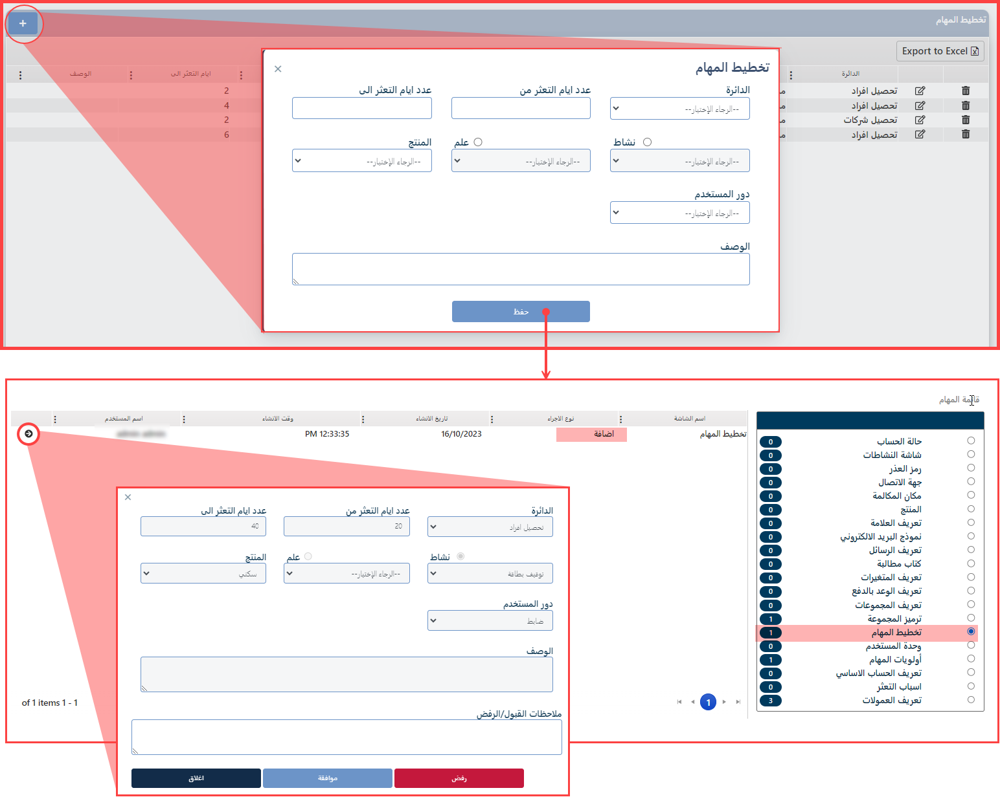 تخطيط المهام
+
Export to Excel
الدائرة
ايام التعثر الى
الوصف
تحصيل افراد
2
تحصيل افراد
4
تحصيل شركات
2
تحصيل افراد
6
تخطيط المهام
×
الدائرة
عدد ايام التعثر من
عدد ايام التعثر الى
--الرجاء الإختيار--
نشاط
علم
المنتج
--الرجاء الإختيار--
--الرجاء الإختيار--
--الرجاء الإختيار--
دور المستخدم
--الرجاء الإختيار--
الوصف
حفظ
قائمة المهام
حالة الحساب 0
شاشة النشاطات 0
رمز العذر 0
جهة الاتصال 0
مكان المكالمة 0
المنتج 0
تعريف العلامة 0
نموذج البريد الالكتروني 0
تعريف الرسائل 0
كتاب مطالبة 0
تعريف المتغيرات 0
تعريف الوعد بالدفع 0
تعريف المجموعات 0
ترميز المجموعة 1
تخطيط المهام 1
وحدة المستخدم 0
أولويات المهام 1
تعريف الحساب الاساسي 0
اسباب التعثر 0
تعريف العمولات 3
اسم الشاشة
نوع الاجراء
تاريخ الانشاء
وقت الانشاء
اسم المستخدم
تخطيط المهام
اضافة
16/10/2023
PM 12:33:35
1
of 1 items 1 - 1
×
الدائرة
عدد ايام التعثر من
عدد ايام التعثر الى
تحصيل افراد
20
40
نشاط
علم
المنتج
توقيف بطاقة
--الرجاء الإختيار--
سكني
دور المستخدم
ضابط
الوصف
ملاحظات القبول/الرفض
رفض
موافقة
اغلاق